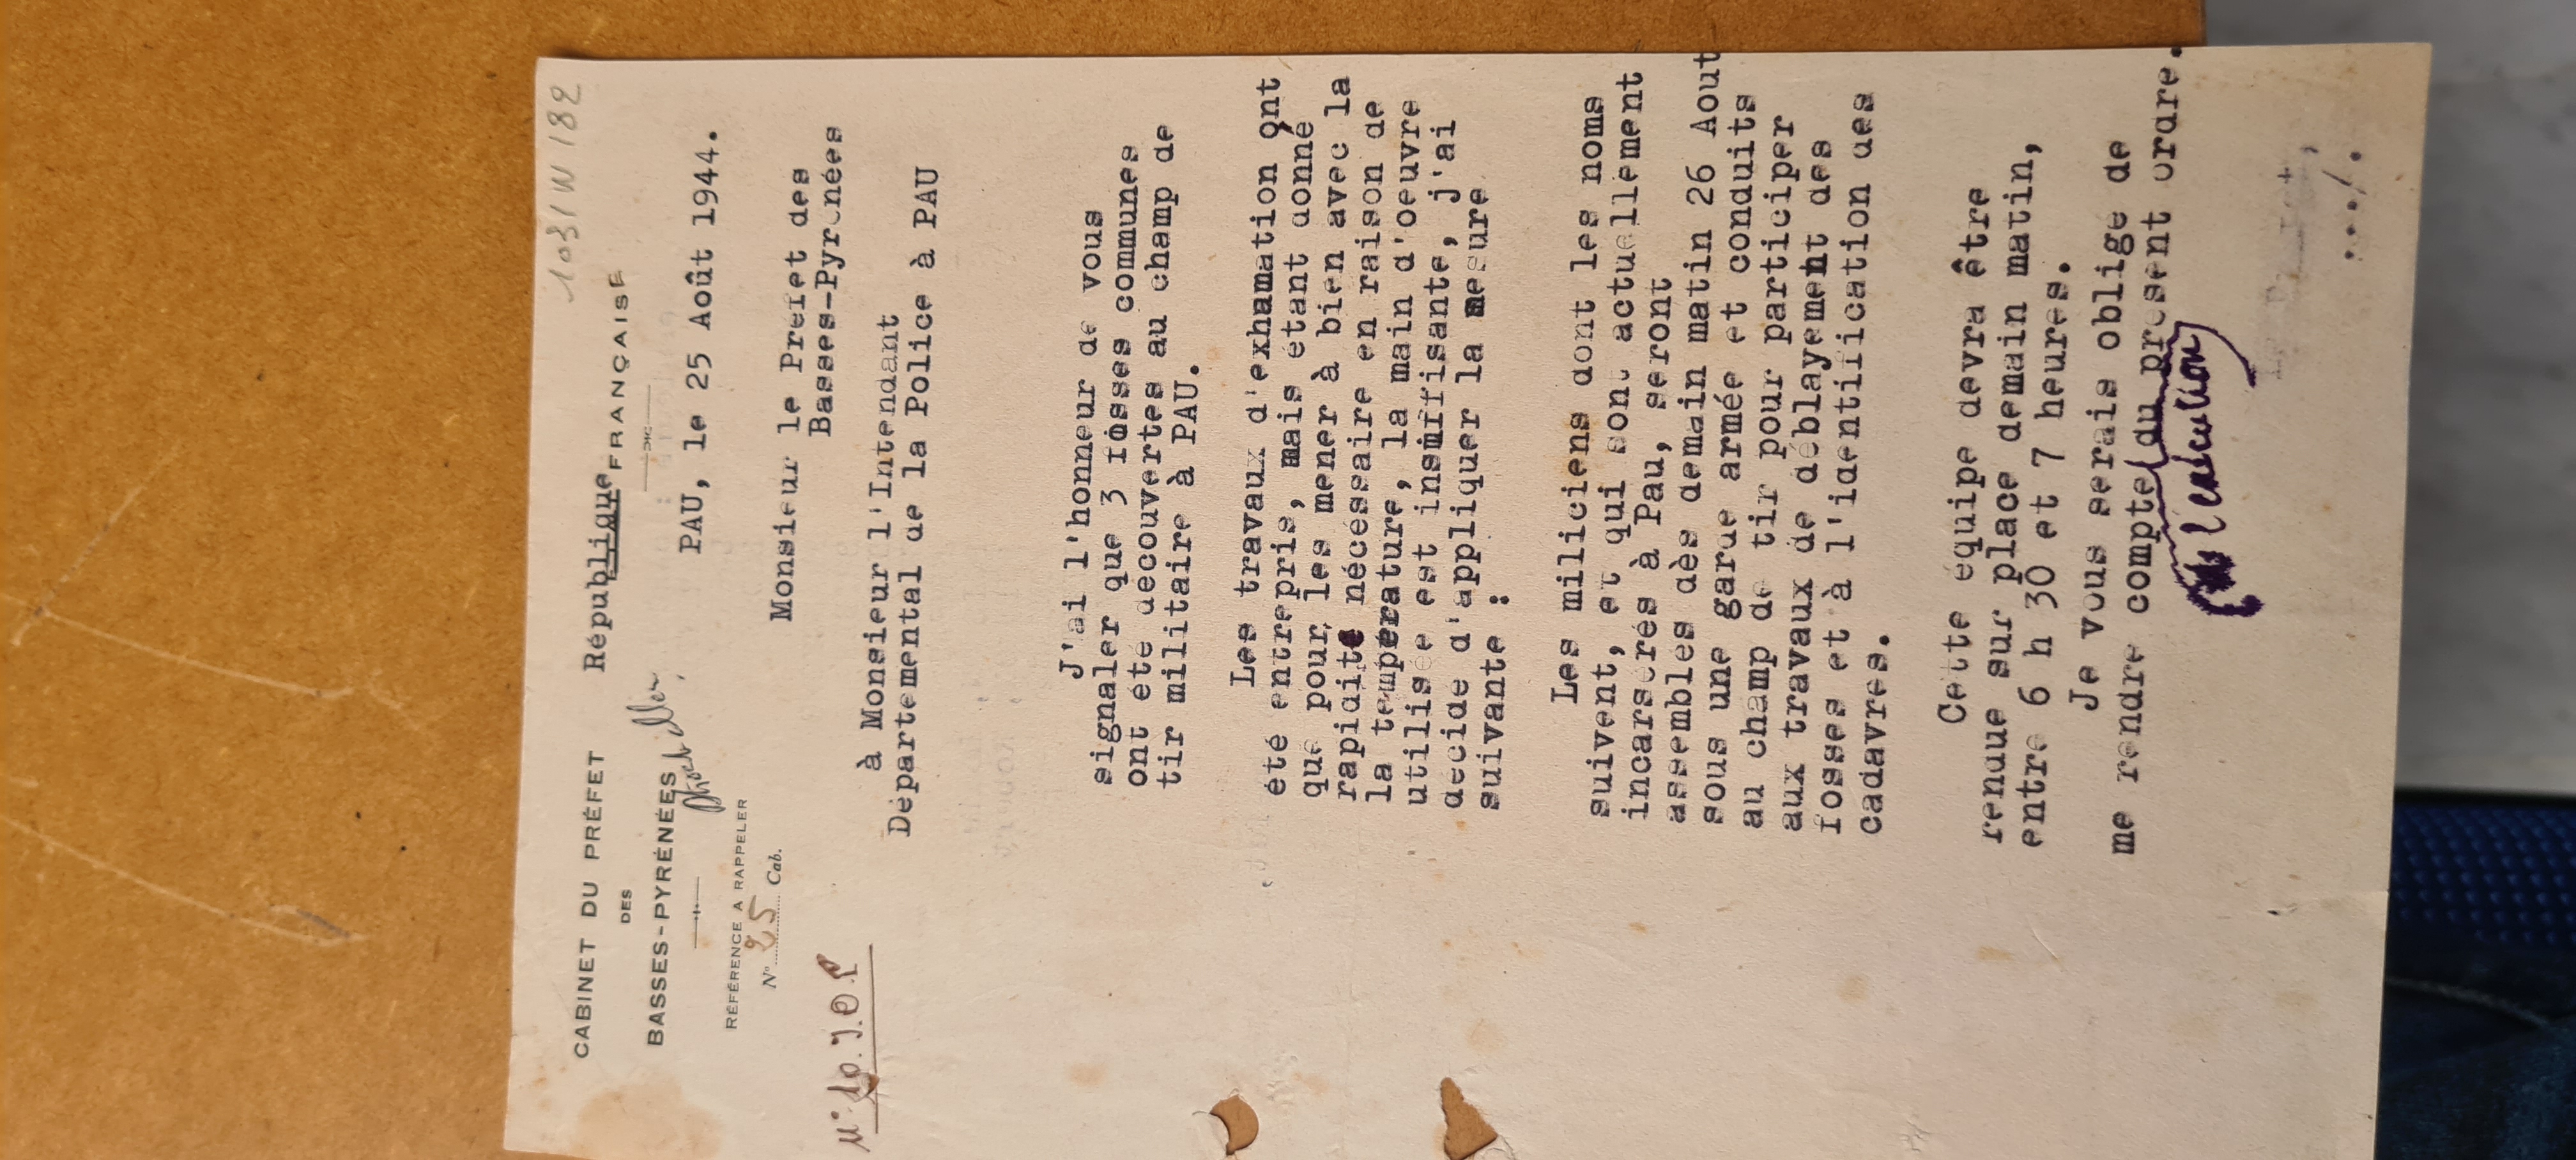 1031W182
CABINET DU PRÉFET
DES
BASSES-PYRÉNÉES
République FRANÇAISE
RÉFÉRENCE A RAPPELER
N° 25 Cab.
PAU, le 25 Août 1944.
N° 10.J.O.P
Monsieur le Préfet des
Basses-Pyrénées
à Monsieur l'Intendant
Départemental de la Police à PAU
J'ai l'honneur de vous
signaler que 3 fosses communes
ont été découvertes au champ de
tir militaire à PAU.
Les travaux d'exhamation ont
été entrepris, mais étant donné
que pour les mener à bien avec la
rapidité nécessaire en raison de
la température, la main d'oeuvre
utilisée est insuffisante, j'ai
décidé d'appliquer la mesure
suivante :
Les miliciens dont les noms
suivent, et qui sont actuellement
incarcérés à Pau, seront
assemblés dès demain matin 26 Aout
sous une garde armée et conduits
au champ de tir pour participer
aux travaux de déblayement des
fosses et à l'identification des
cadavres.
Cette équipe devra être
rendue sur place demain matin,
entre 6 h 30 et 7 heures.
Je vous serais obligé de
me rendre compte du présent ordre.
de l'exécution
..../.